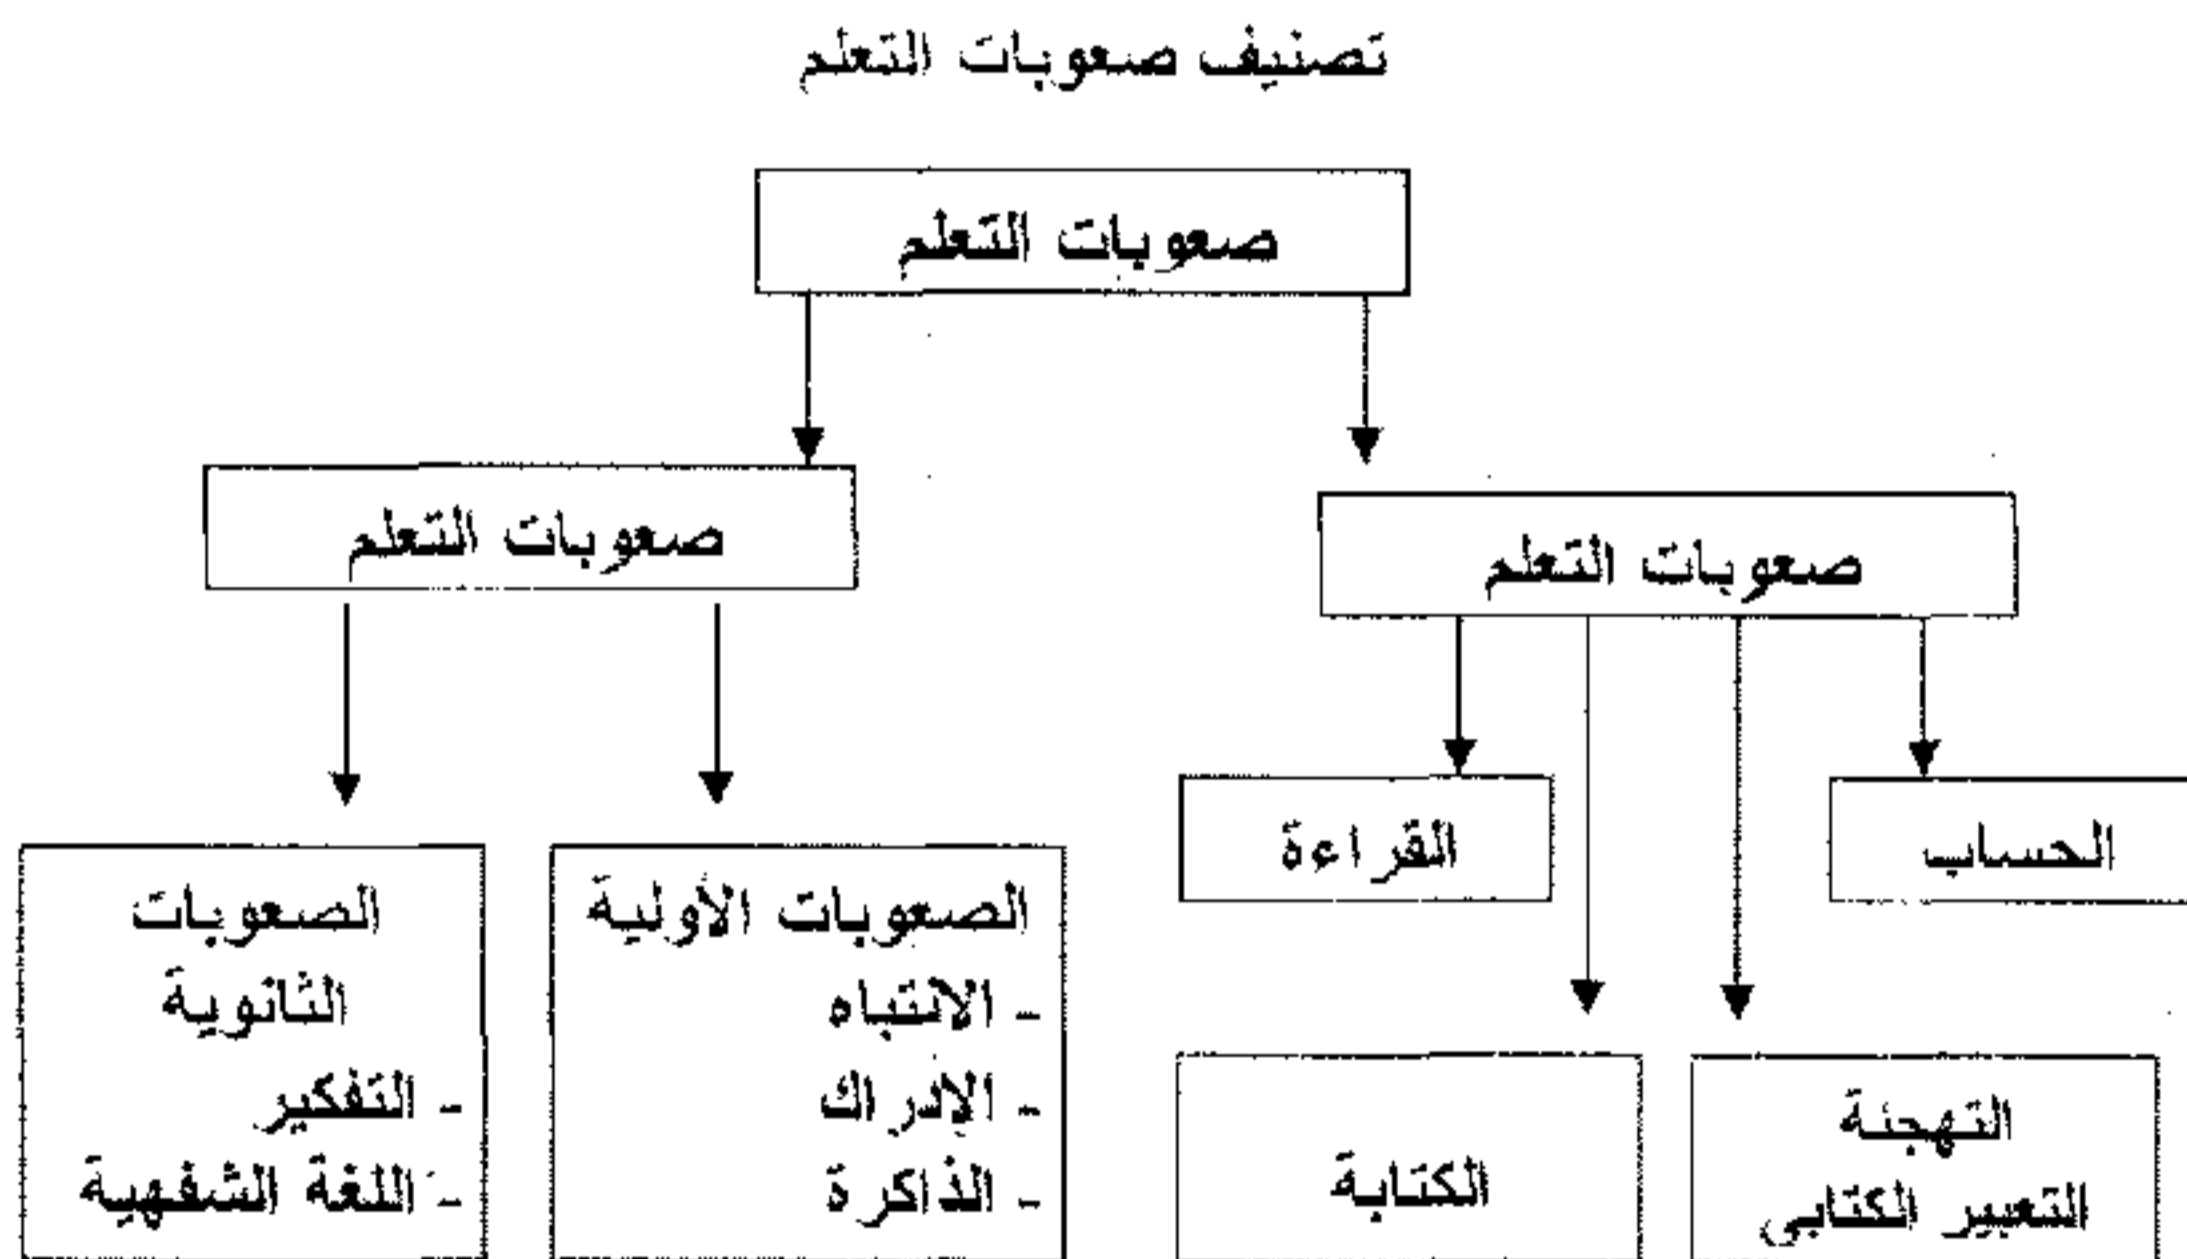 تصنيف صعوبات التعلم
صعوبات التعلم
صعوبات التعلم
صعوبات التعلم
الحساب
القراءة
التهجئة
التعبير الكتابي
الكتابة
الصعوبات الأولية
- الانتباه
- الإدراك
- الذاكرة
الصعوبات
الثانوية
- التفكير
- اللغة الشفهية